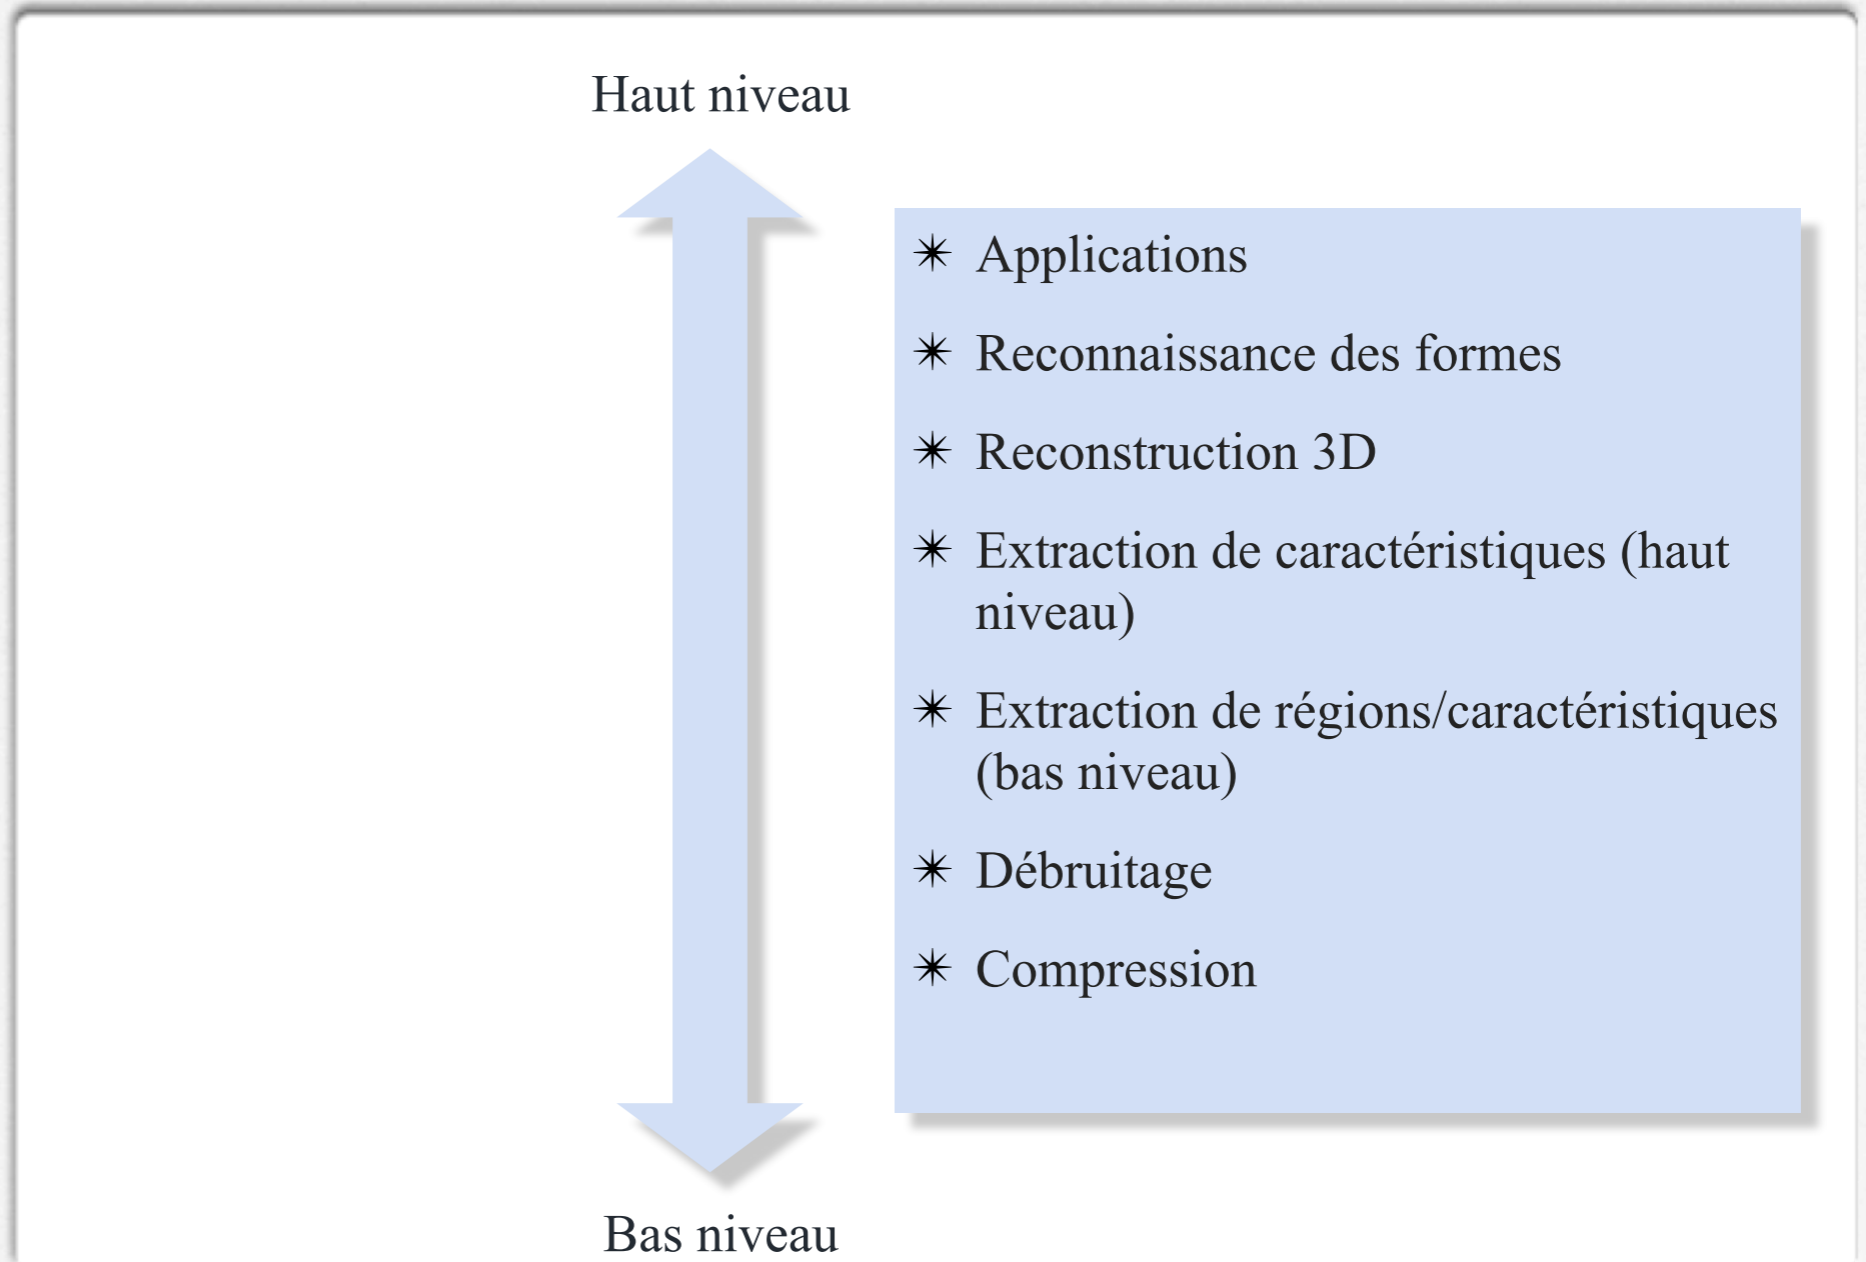 Haut niveau
✴ Applications
✴ Reconnaissance des formes
✴ Reconstruction 3D
✴ Extraction de caractéristiques (haut
niveau)
✴ Extraction de régions/caractéristiques
(bas niveau)
✴ Débruitage
✴ Compression
Bas niveau